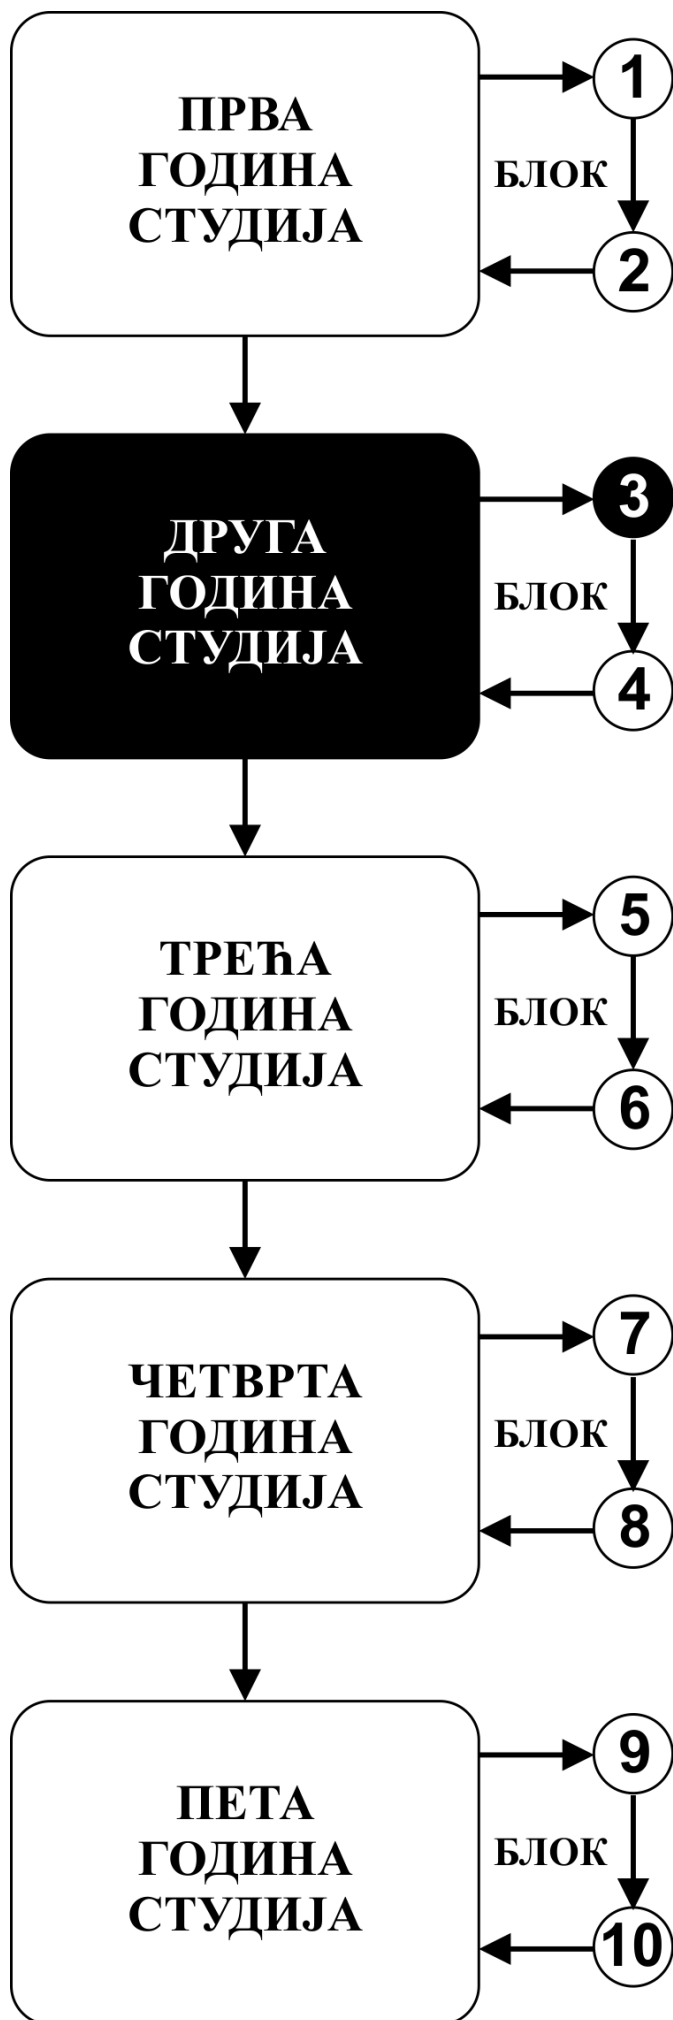 ПРВА
ГОДИНА
СТУДИЈА
1
БЛОК
2
ДРУГА
ГОДИНА
СТУДИЈА
3
БЛОК
4
ТРЕЋА
ГОДИНА
СТУДИЈА
5
БЛОК
6
ЧЕТВРТА
ГОДИНА
СТУДИЈА
7
БЛОК
8
ПЕТА
ГОДИНА
СТУДИЈА
9
БЛОК
10